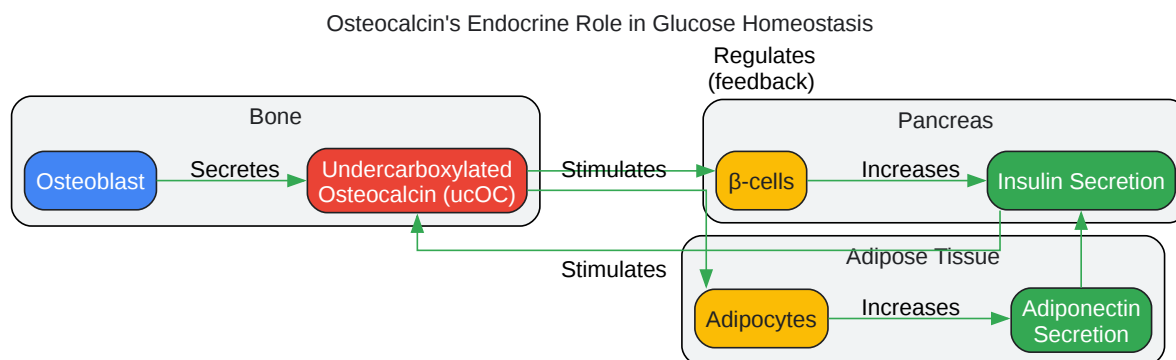 Osteocalcin's Endocrine Role in Glucose Homeostasis
Regulates
(feedback)
Bone
Pancreas
Osteoblast
Secretes
Undercarboxylated
Osteocalcin (ucOC)
Stimulates
β-cells
Increases
Insulin Secretion
Stimulates
Adipose Tissue
Adipocytes
Increases
Adiponectin
Secretion